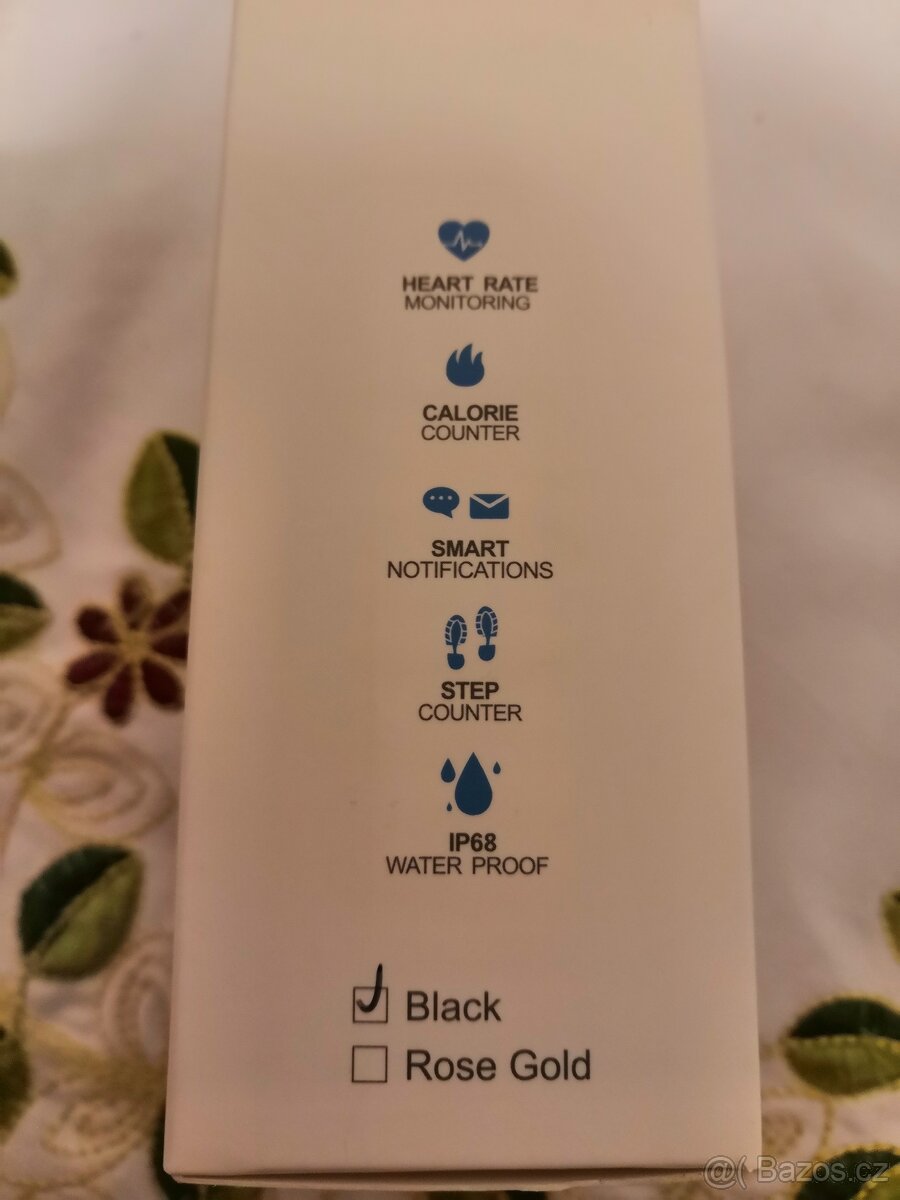 HEART RATE
MONITORING
CALORIE
COUNTER
SMART
NOTIFICATIONS
STEP
COUNTER
IP68
WATER PROOF
Black
Rose Gold
@( Bazos.cz